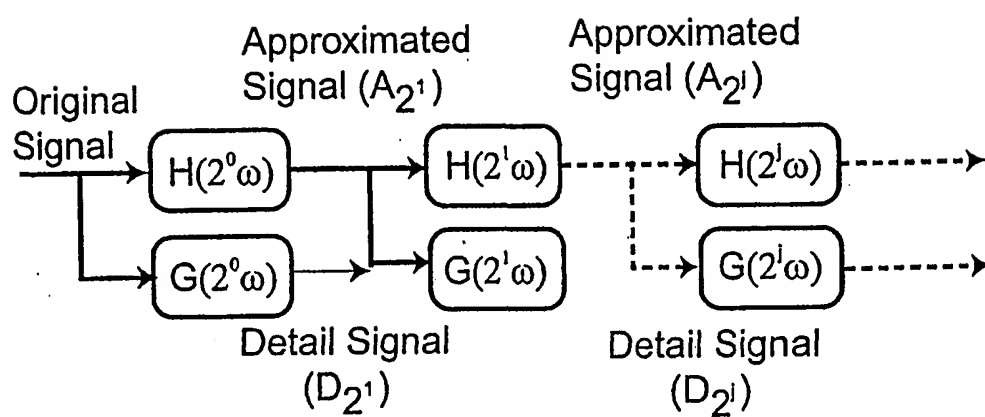 Approximated
Signal (A₂¹)
Approximated
Signal (A₂ʲ)
Original
Signal
H(2⁰ω)
H(2¹ω)
H(2ʲω)
G(2⁰ω)
G(2¹ω)
G(2ʲω)
Detail Signal
(D₂¹)
Detail Signal
(D₂ʲ)